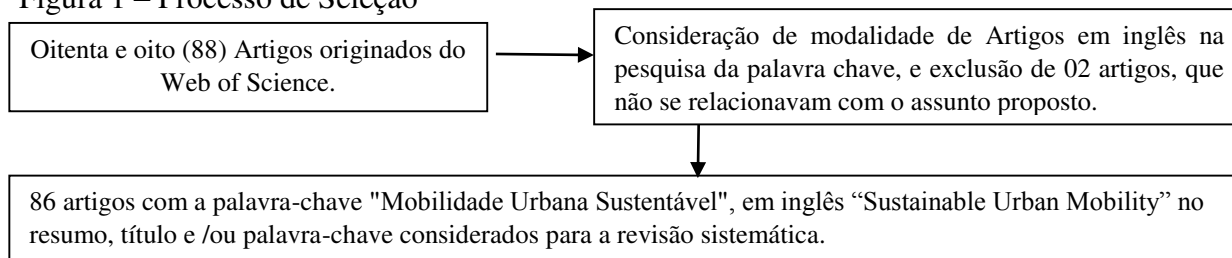 Figura 1 – Processo de Seleção
Oitenta e oito (88) Artigos originados do
Web of Science.
Consideração de modalidade de Artigos em inglês na
pesquisa da palavra chave, e exclusão de 02 artigos, que
não se relacionavam com o assunto proposto.
86 artigos com a palavra-chave "Mobilidade Urbana Sustentável", em inglês “Sustainable Urban Mobility” no
resumo, título e /ou palavra-chave considerados para a revisão sistemática.